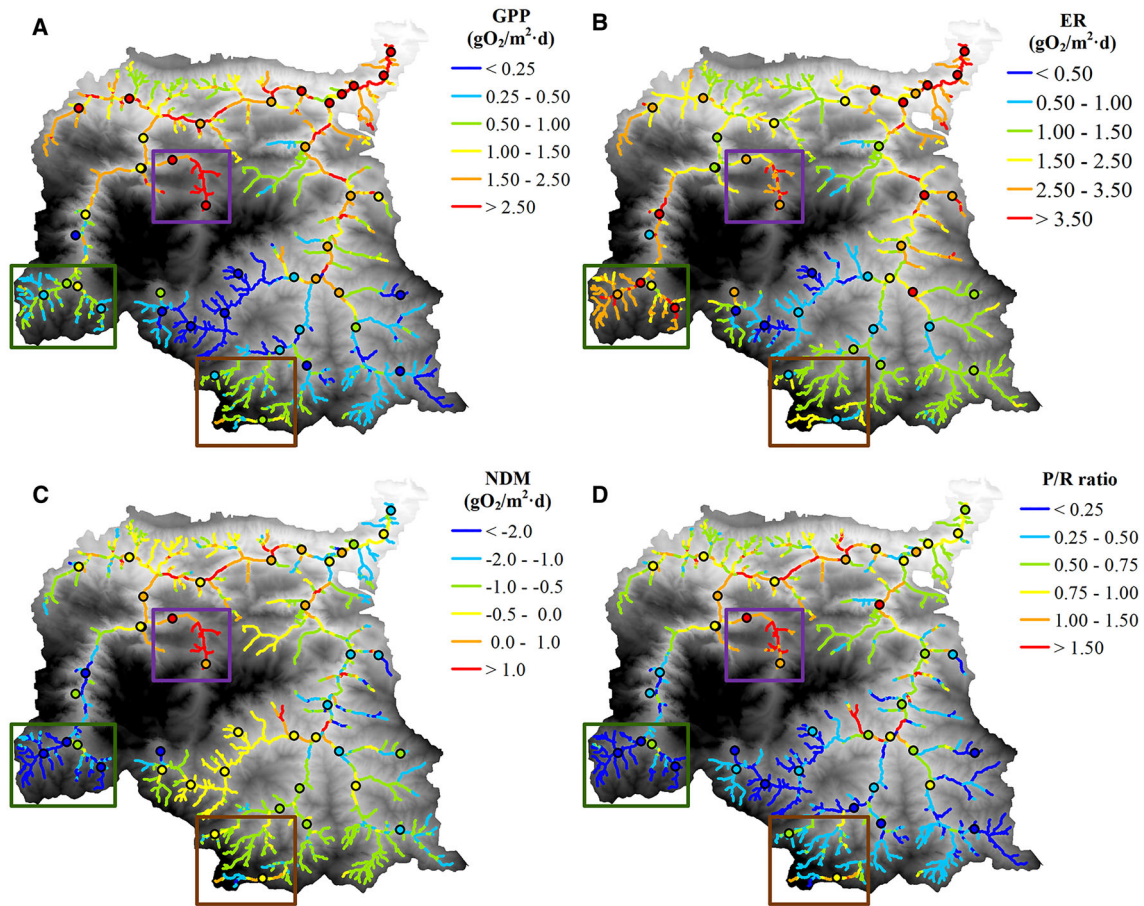 A
GPP
(gO₂/m²·d)
< 0.25
0.25 - 0.50
0.50 - 1.00
1.00 - 1.50
1.50 - 2.50
> 2.50
B
ER
(gO₂/m²·d)
< 0.50
0.50 - 1.00
1.00 - 1.50
1.50 - 2.50
2.50 - 3.50
> 3.50
C
NDM
(gO₂/m²·d)
< -2.0
-2.0 - -1.0
-1.0 - -0.5
-0.5 - 0.0
0.0 - 1.0
> 1.0
D
P/R ratio
< 0.25
0.25 - 0.50
0.50 - 0.75
0.75 - 1.00
1.00 - 1.50
> 1.50